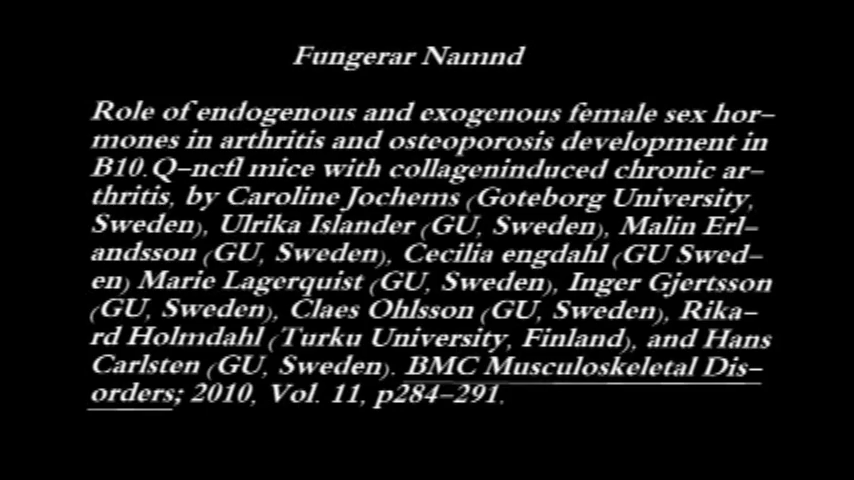 Fungerar Namnd
Role of endogenous and exogenous female sex hor-
mones in arthritis and osteoporosis development in
B10.Q-ncfl mice with collageninduced chronic ar-
thritis, by Caroline Jochems (Goteborg University,
Sweden), Ulrika Islander (GU, Sweden), Malin Erl-
andsson (GU, Sweden), Cecilia engdahl (GU Swed-
en) Marie Lagerquist (GU, Sweden), Inger Gjertsson
(GU, Sweden), Claes Ohlsson (GU, Sweden), Rika-
rd Holmdahl (Turku University, Finland), and Hans
Carlsten (GU, Sweden). BMC Musculoskeletal Dis-
orders; 2010, Vol. 11, p284-291.